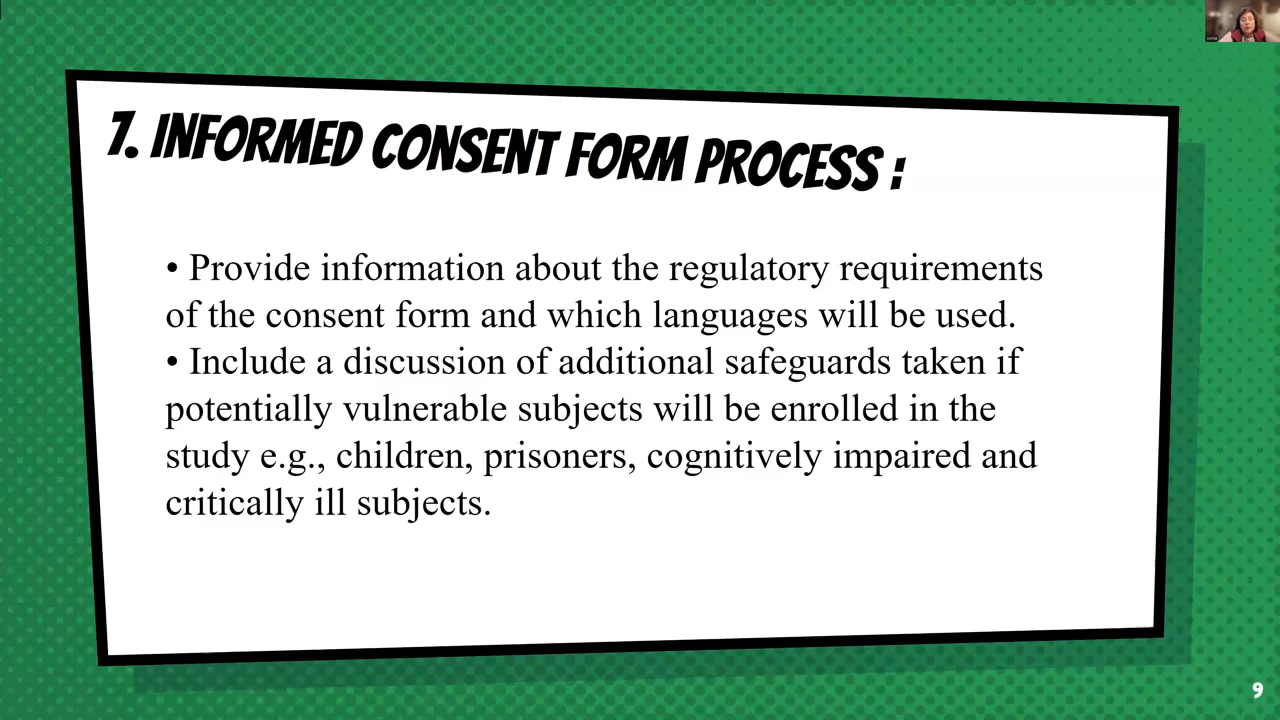 7. INFORMED CONSENT FORM PROCESS :
• Provide information about the regulatory requirements
of the consent form and which languages will be used.
• Include a discussion of additional safeguards taken if
potentially vulnerable subjects will be enrolled in the
study e.g., children, prisoners, cognitively impaired and
critically ill subjects.
9